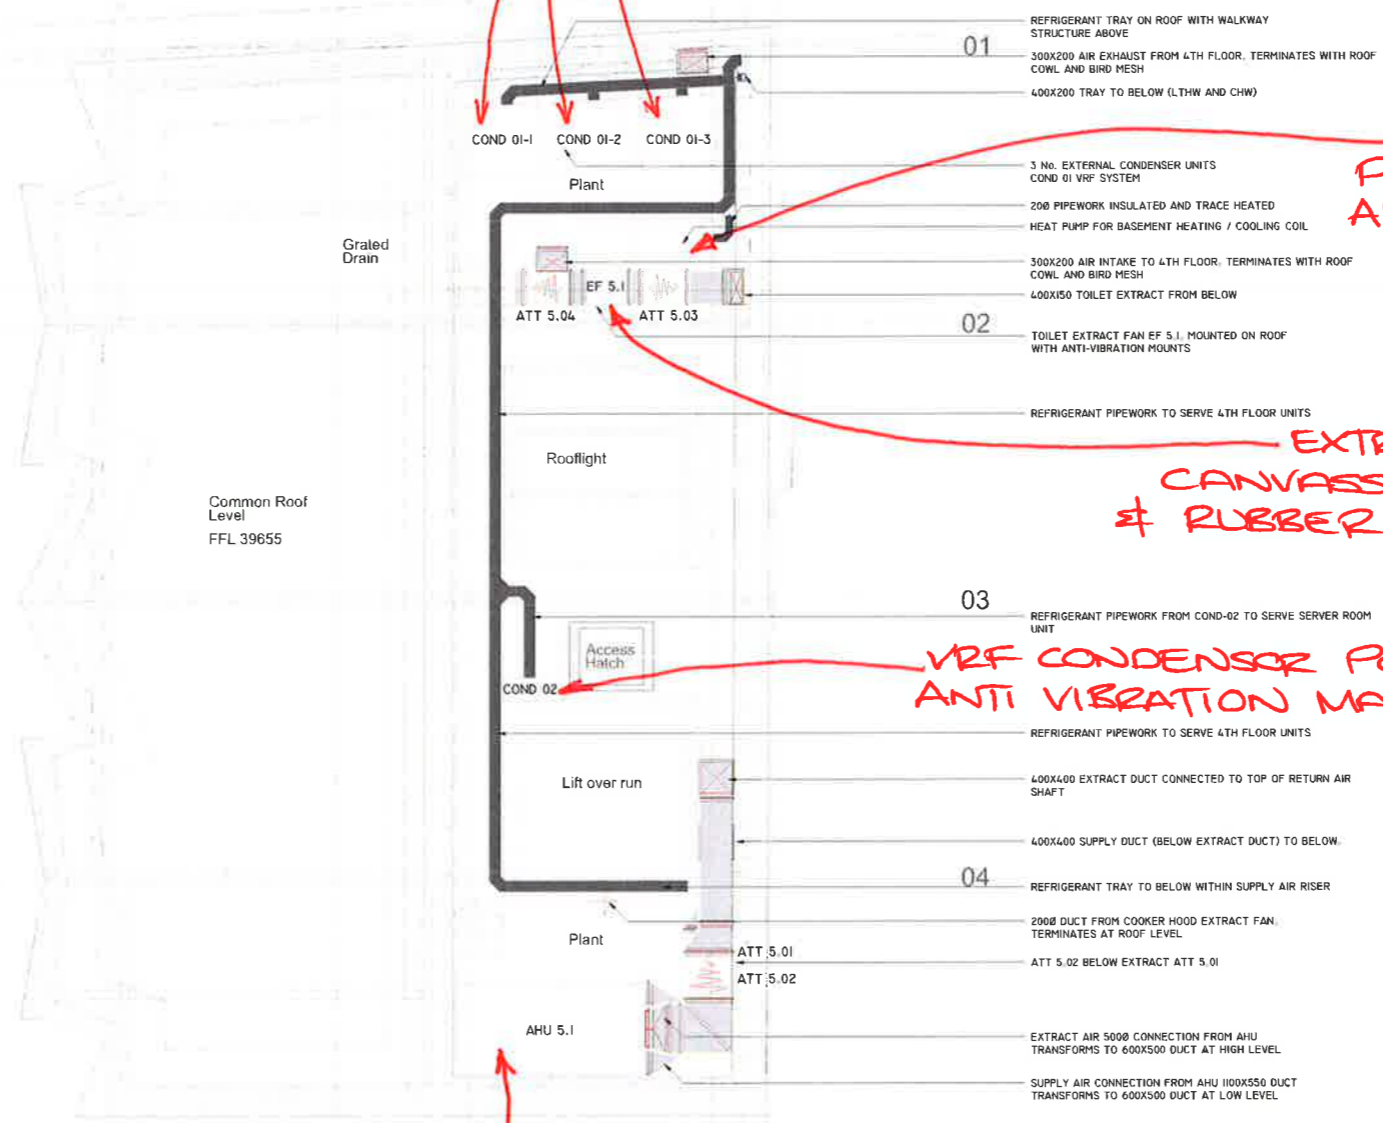 REFRIGERANT TRAY ON ROOF WITH WALKWAY
STRUCTURE ABOVE
01
300X200 AIR EXHAUST FROM 4TH FLOOR, TERMINATES WITH ROOF
COWL AND BIRD MESH
400X200 TRAY TO BELOW (LTHW AND CHW)
COND 01-1 COND 01-2 COND 01-3
3 No. EXTERNAL CONDENSER UNITS
COND 01 VRF SYSTEM
Plant
200 PIPEWORK INSULATED AND TRACE HEATED
HEAT PUMP FOR BASEMENT HEATING / COOLING COIL
Grated
Drain
300X200 AIR INTAKE TO 4TH FLOOR, TERMINATES WITH ROOF
COWL AND BIRD MESH
EF 5.1
400X150 TOILET EXTRACT FROM BELOW
ATT 5.04 ATT 5.03
02
TOILET EXTRACT FAN EF 5.1, MOUNTED ON ROOF
WITH ANTI-VIBRATION MOUNTS
REFRIGERANT PIPEWORK TO SERVE 4TH FLOOR UNITS
Rooflight
CANVASS
& RUBBER
Common Roof
Level
FFL 39655
03
REFRIGERANT PIPEWORK FROM COND-02 TO SERVE SERVER ROOM
UNIT
Access
Hatch
VRF CONDENSOR
ANTI VIBRATION
COND 02
REFRIGERANT PIPEWORK TO SERVE 4TH FLOOR UNITS
Lift over run
400X400 EXTRACT DUCT CONNECTED TO TOP OF RETURN AIR
SHAFT
400X400 SUPPLY DUCT (BELOW EXTRACT DUCT) TO BELOW.
04
REFRIGERANT TRAY TO BELOW WITHIN SUPPLY AIR RISER
200Ø DUCT FROM COOKER HOOD EXTRACT FAN,
TERMINATES AT ROOF LEVEL
Plant
ATT 5.01
ATT 5.02 BELOW EXTRACT ATT 5.01
ATT 5.02
AHU 5.1
EXTRACT AIR 500Ø CONNECTION FROM AHU
TRANSFORMS TO 600X500 DUCT AT HIGH LEVEL
SUPPLY AIR CONNECTION FROM AHU 1100X550 DUCT
TRANSFORMS TO 600X500 DUCT AT LOW LEVEL